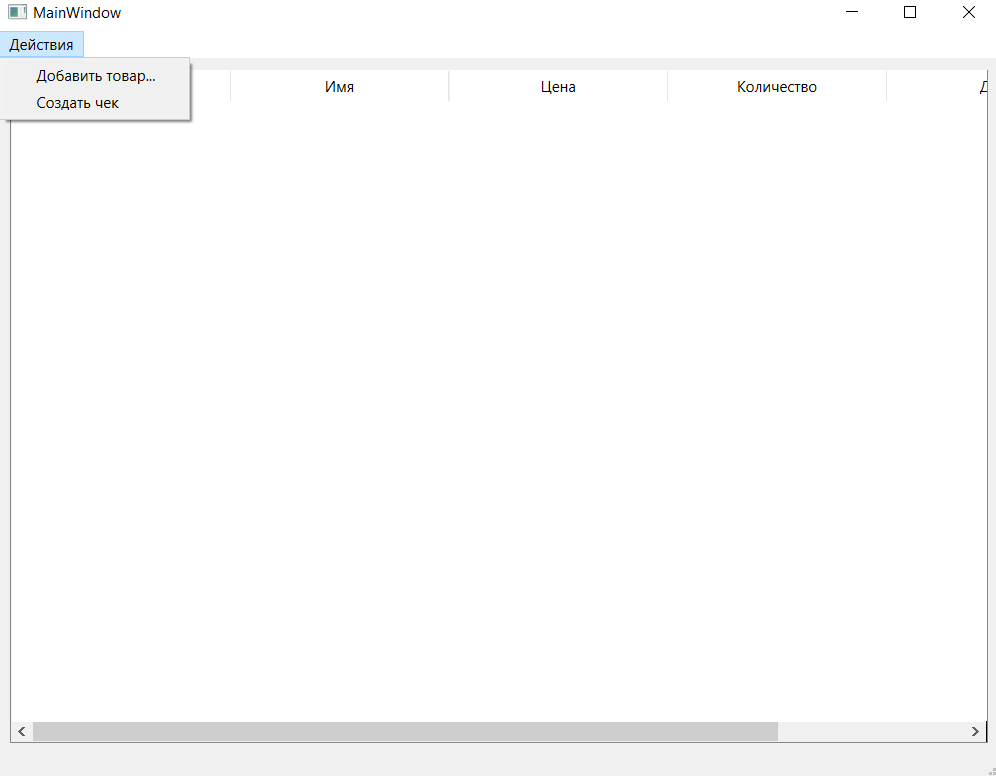 MainWindow
Действия
Добавить товар...
Создать чек
Имя Цена Количество